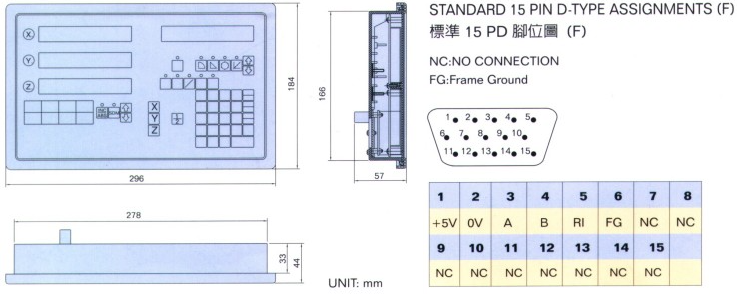 STANDARD 15 PIN D-TYPE ASSIGNMENTS (F)
標準 15 PD 腳位圖 (F)
NC:NO CONNECTION
FG:Frame Ground
X
Y
Z
X
Y
Z
184
296
166
57
278
33
44
UNIT: mm
1 2 3 4 5
6 7 8 9 10
11 12 13 14 15
1 2 3 4 5 6 7 8
+5V 0V A B RI FG NC NC
9 10 11 12 13 14 15
NC NC NC NC NC NC NC